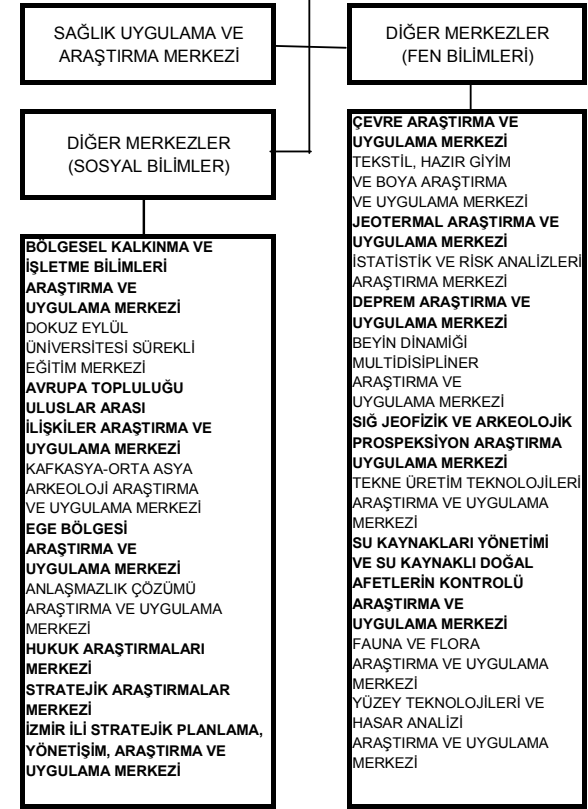 SAĞLIK UYGULAMA VE
ARAŞTIRMA MERKEZİ
DİĞER MERKEZLER
(FEN BİLİMLERİ)
DİĞER MERKEZLER
(SOSYAL BİLİMLER)
BÖLGESEL KALKINMA VE
İŞLETME BİLİMLERİ
ARAŞTIRMA VE
UYGULAMA MERKEZİ
DOKUZ EYLÜL
ÜNİVERSİTESİ SÜREKLİ
EĞİTİM MERKEZİ
AVRUPA TOPLULUĞU
ULUSLAR ARASI
İLİŞKİLER ARAŞTIRMA VE
UYGULAMA MERKEZİ
KAFKASYA-ORTA ASYA
ARKEOLOJİ ARAŞTIRMA
VE UYGULAMA MERKEZİ
EGE BÖLGESİ
ARAŞTIRMA VE
UYGULAMA MERKEZİ
ANLAŞMAZLIK ÇÖZÜMÜ
ARAŞTIRMA VE UYGULAMA
MERKEZİ
HUKUK ARAŞTIRMALARI
MERKEZİ
STRATEJİK ARAŞTIRMALAR
MERKEZİ
İZMİR İLİ STRATEJİK PLANLAMA,
YÖNETİŞİM, ARAŞTIRMA VE
UYGULAMA MERKEZİ
ÇEVRE ARAŞTIRMA VE
UYGULAMA MERKEZİ
TEKSTİL, HAZIR GİYİM
VE BOYA ARAŞTIRMA
VE UYGULAMA MERKEZİ
JEOTERMAL ARAŞTIRMA VE
UYGULAMA MERKEZİ
İSTATİSTİK VE RİSK ANALİZLERİ
ARAŞTIRMA MERKEZİ
DEPREM ARAŞTIRMA VE
UYGULAMA MERKEZİ
BEYİN DİNAMİĞİ
MULTİDİSİPLİNER
ARAŞTIRMA VE
UYGULAMA MERKEZİ
SIĞ JEOFİZİK VE ARKEOLOJİK
PROSPEKSİYON ARAŞTIRMA
UYGULAMA MERKEZİ
TEKNE ÜRETİM TEKNOLOJİLERİ
ARAŞTIRMA VE UYGULAMA
MERKEZİ
SU KAYNAKLARI YÖNETİMİ
VE SU KAYNAKLI DOĞAL
AFETLERİN KONTROLÜ
ARAŞTIRMA VE
UYGULAMA MERKEZİ
FAUNA VE FLORA
ARAŞTIRMA VE UYGULAMA
MERKEZİ
YÜZEY TEKNOLOJİLERİ VE
HASAR ANALİZİ
ARAŞTIRMA VE UYGULAMA
MERKEZİ